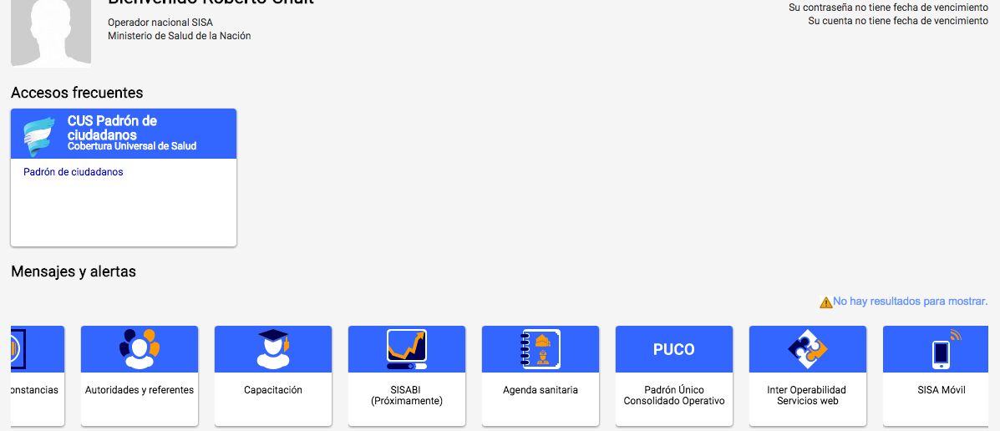 Bienvenido Roberto Chait
Operador nacional SISA
Ministerio de Salud de la Nación
Su contraseña no tiene fecha de vencimiento
Su cuenta no tiene fecha de vencimiento
Accesos frecuentes
CUS Padrón de
ciudadanos
Cobertura Universal de Salud
Padrón de ciudadanos
Mensajes y alertas
No hay resultados para mostrar.
onstancias
Autoridades y referentes
Capacitación
SISABI
(Próximamente)
Agenda sanitaria
PUCO
Padrón Único
Consolidado Operativo
Inter Operabilidad
Servicios web
SISA Móvil